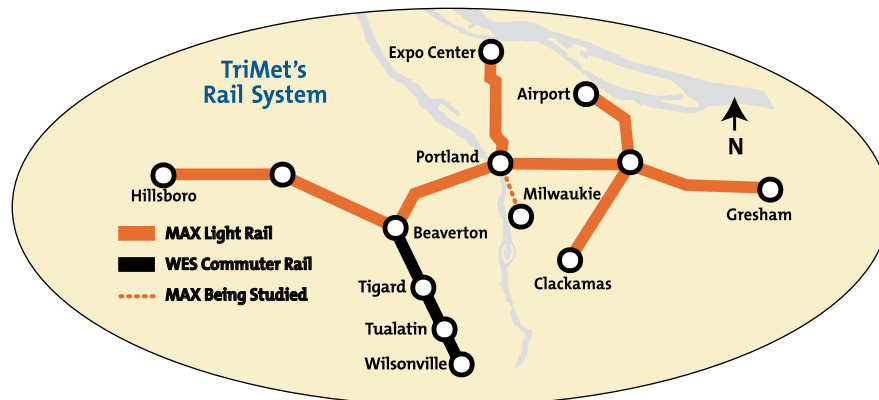 TriMet's
Rail System
Expo Center
Airport
N
Portland
Milwaukie
Hillsboro
Gresham
Beaverton
MAX Light Rail
WES Commuter Rail
MAX Being Studied
Clackamas
Tigard
Tualatin
Wilsonville